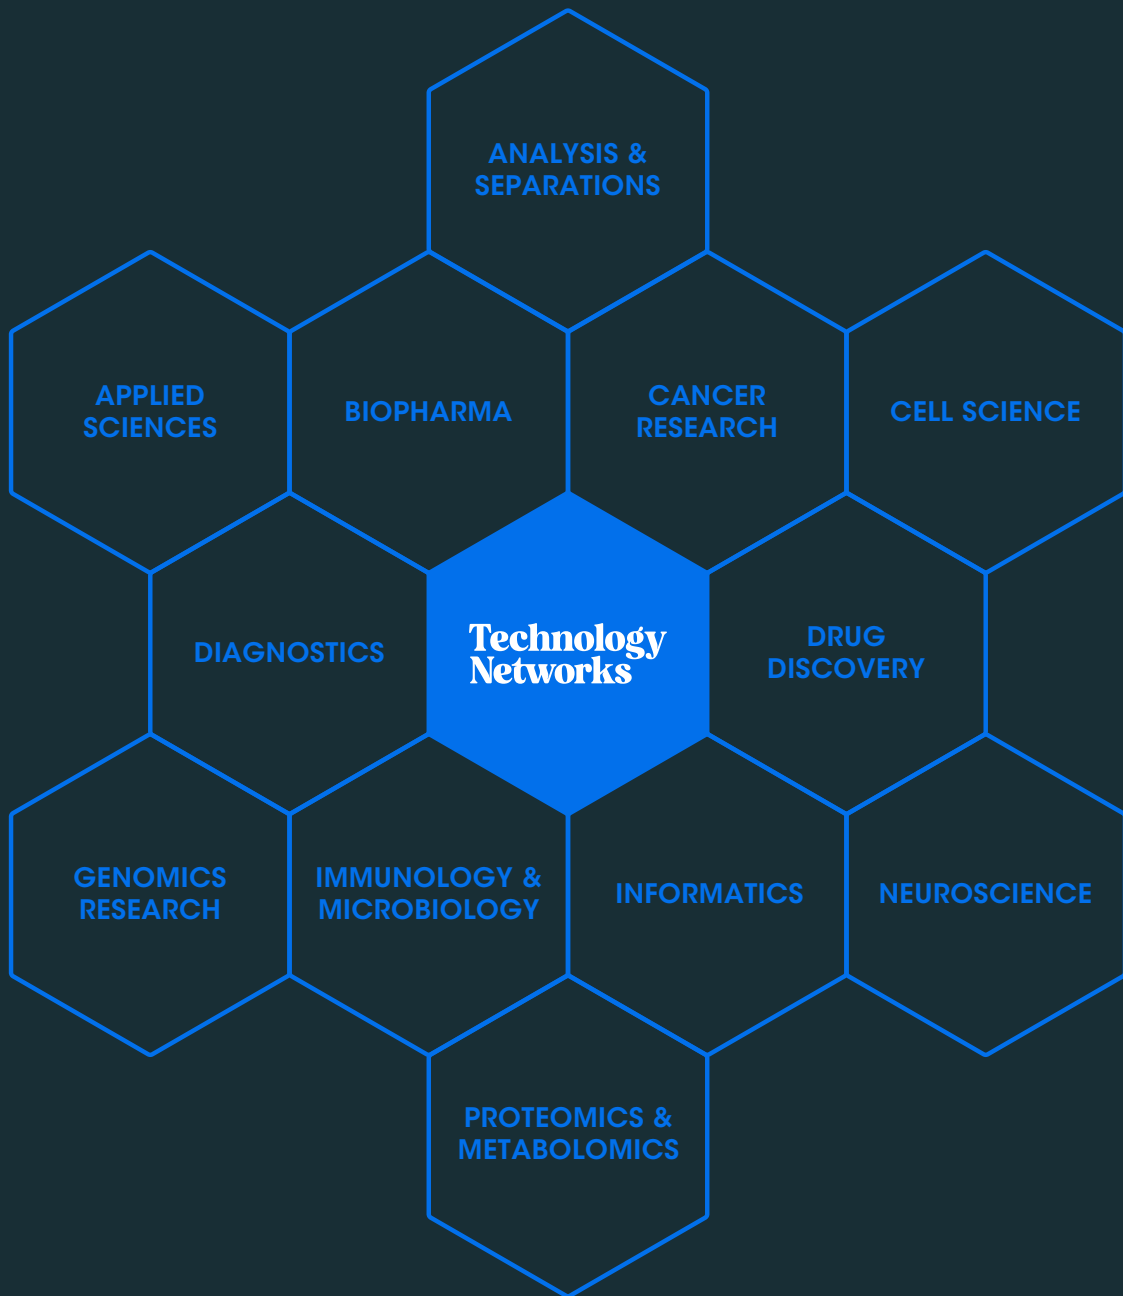 ANALYSIS &
SEPARATIONS
APPLIED
SCIENCES
BIOPHARMA
CANCER
RESEARCH
CELL SCIENCE
DIAGNOSTICS
Technology
Networks
DRUG
DISCOVERY
GENOMICS
RESEARCH
IMMUNOLOGY &
MICROBIOLOGY
INFORMATICS
NEUROSCIENCE
PROTEOMICS &
METABOLOMICS